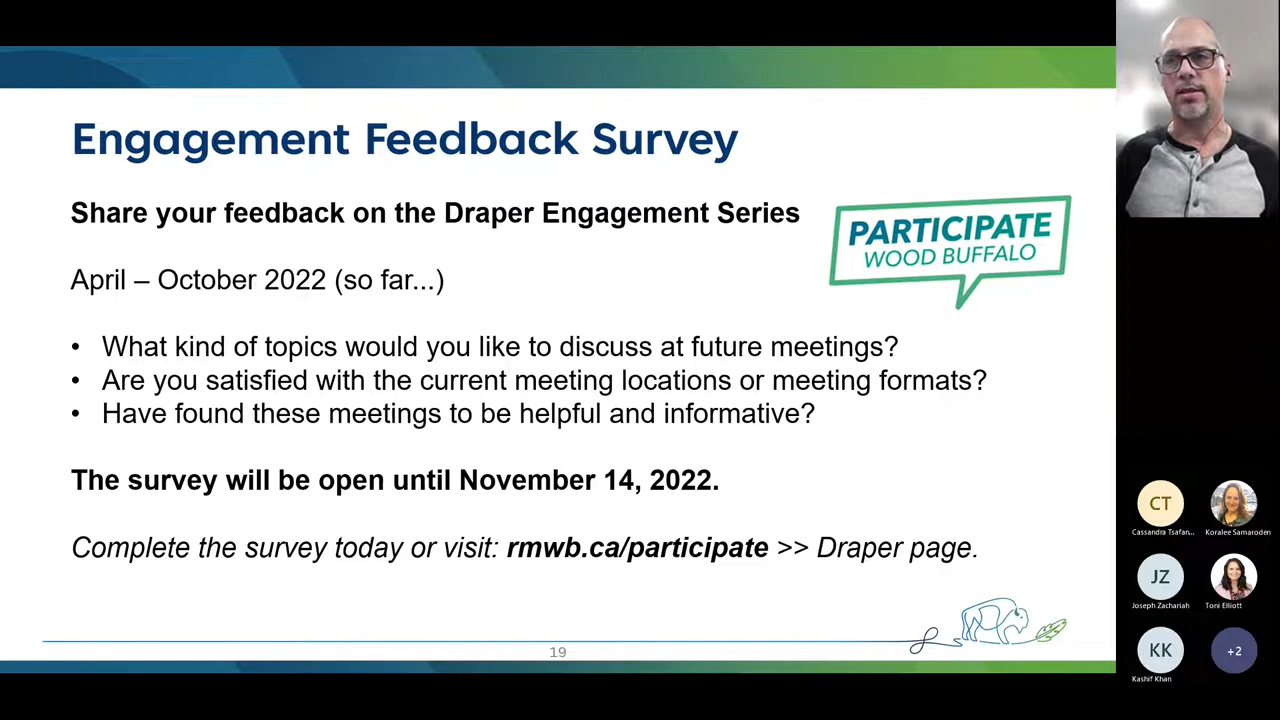 Engagement Feedback Survey
Share your feedback on the Draper Engagement Series
PARTICIPATE
WOOD BUFFALO
April – October 2022 (so far...)
• What kind of topics would you like to discuss at future meetings?
• Are you satisfied with the current meeting locations or meeting formats?
• Have found these meetings to be helpful and informative?
The survey will be open until November 14, 2022.
Complete the survey today or visit: rmwb.ca/participate >> Draper page.
19
CT
Cassandra Tsafan...
Koralee Samaroden
JZ
Joseph Zachariah
Toni Elliott
KK
Kashif Khan
+2